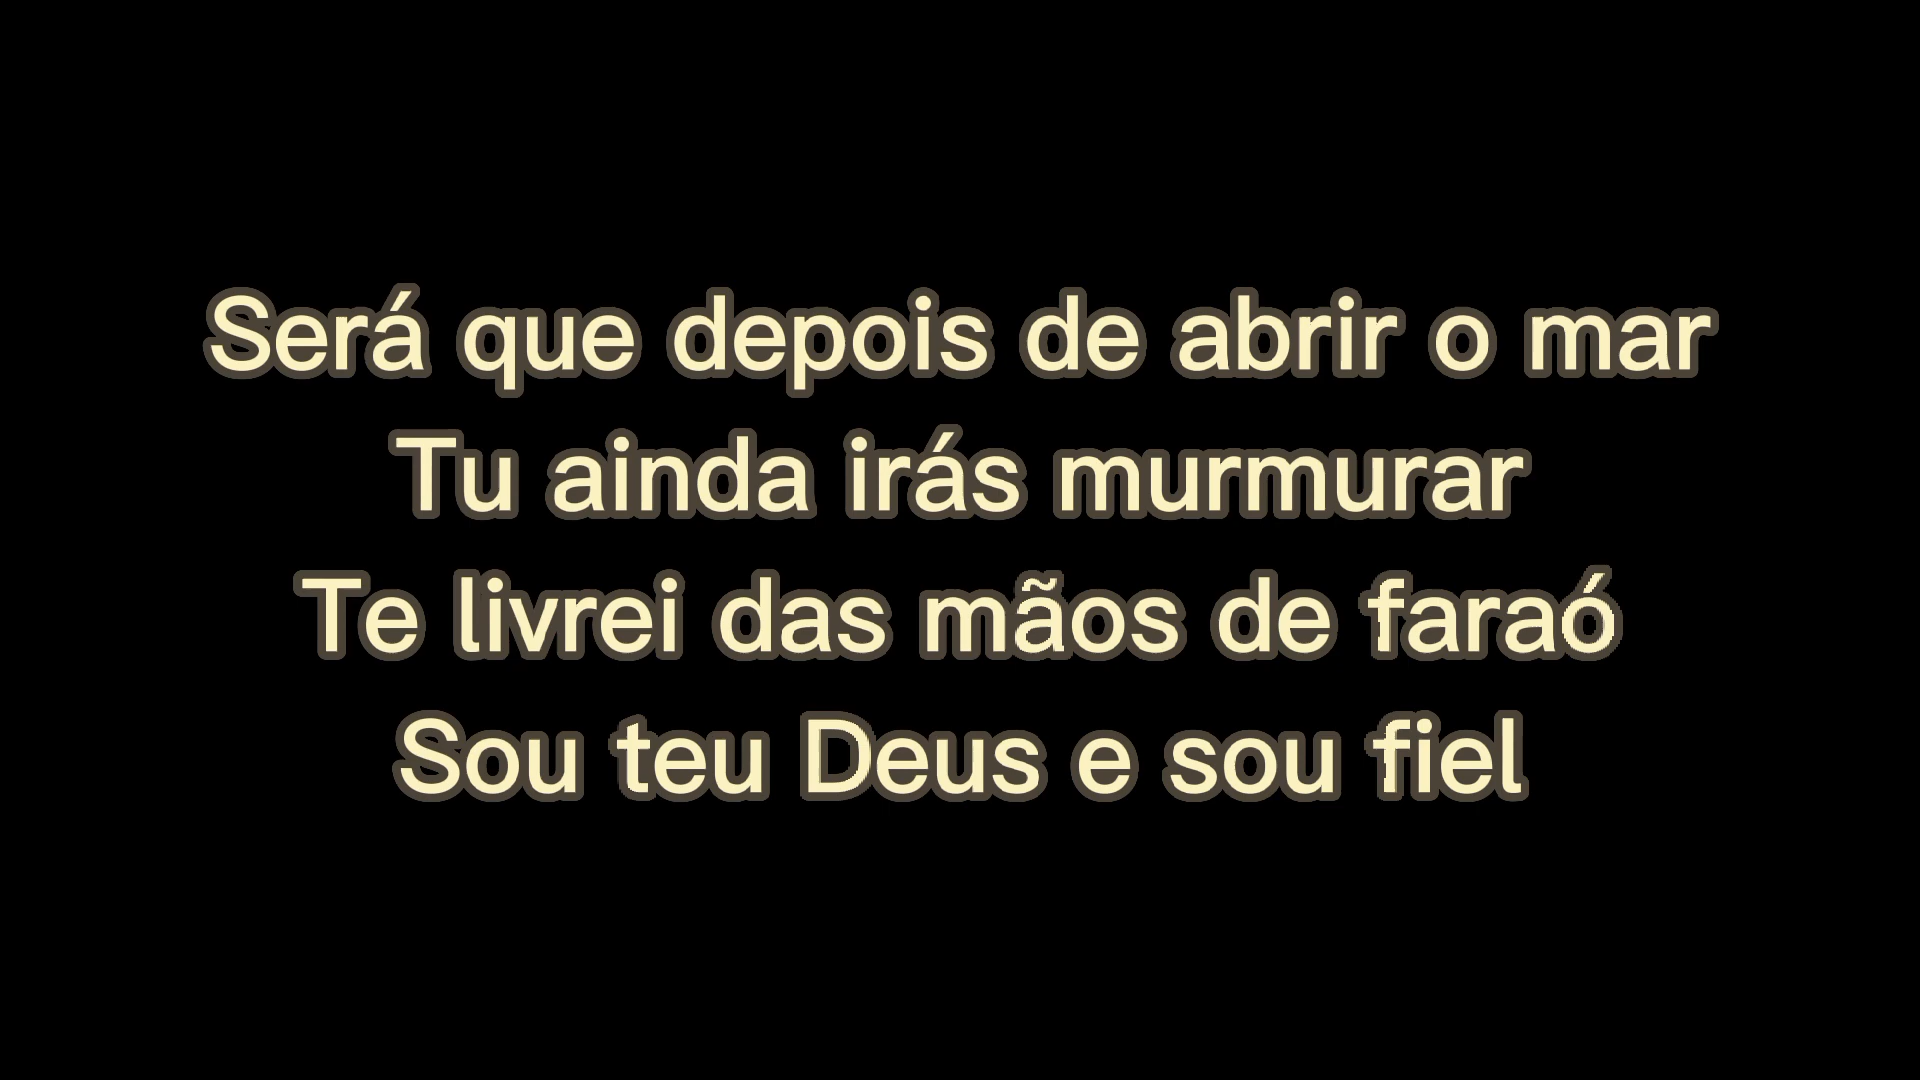 Será que depois de abrir o mar
Tu ainda irás murmurar
Te livrei das mãos de faraó
Sou teu Deus e sou fiel